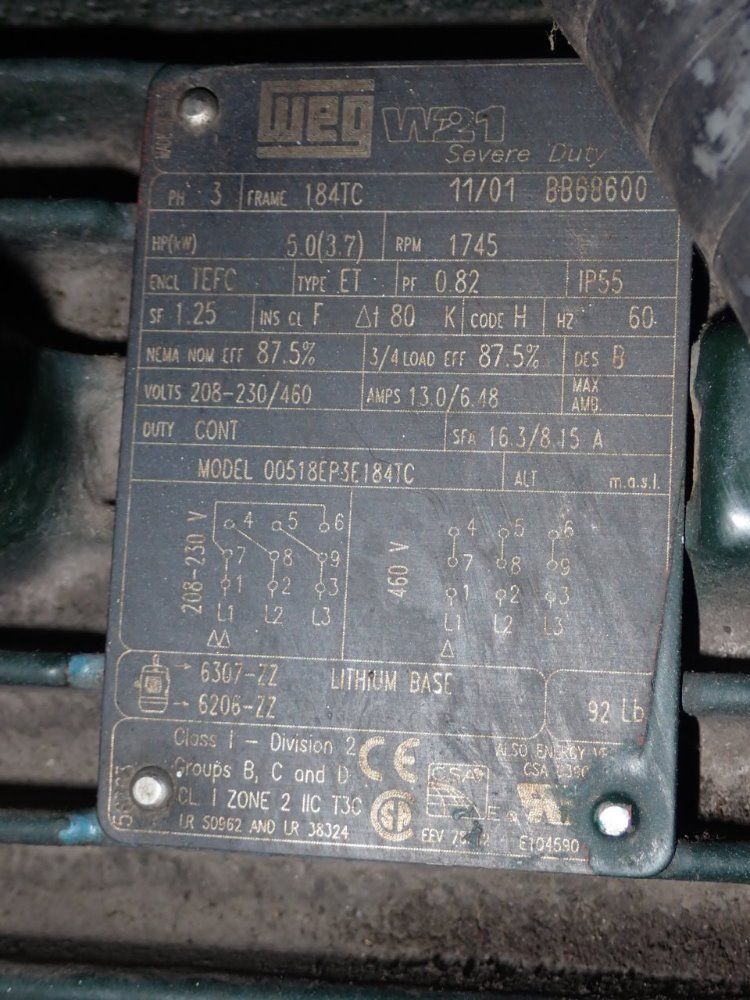 WEG W21
Severe Duty
PH 3 FRAME 184TC 11/01 BB68600
HP(kW) 5.0(3.7) RPM 1745
ENCL TEFC TYPE ET PF 0.82 IP55
SF 1.25 INS CL F Δt 80 K CODE H HZ 60
NEMA NOM EFF 87.5% 3/4 LOAD EFF 87.5% DES B
VOLTS 208-230/460 AMPS 13.0/6.48 MAX AMB.
DUTY CONT SFA 16.3/8.15 A
MODEL 00518EP3E184TC ALT m.a.s.l.
208-230 V 4 5 6 460 V 4 5 6
7 8 9 7 8 9
1 2 3 1 2 3
L1 L2 L3 L1 L2 L3
ΔΔ Δ
→ 6307-ZZ LITHIUM BASE
→ 6206-ZZ 92 Lb
Class I - Division 2 CE ALSO ENERGY
Groups B, C and D CSA
CL. I ZONE 2 IIC T3C
LR 50962 AND LR 38324 EEV E104590